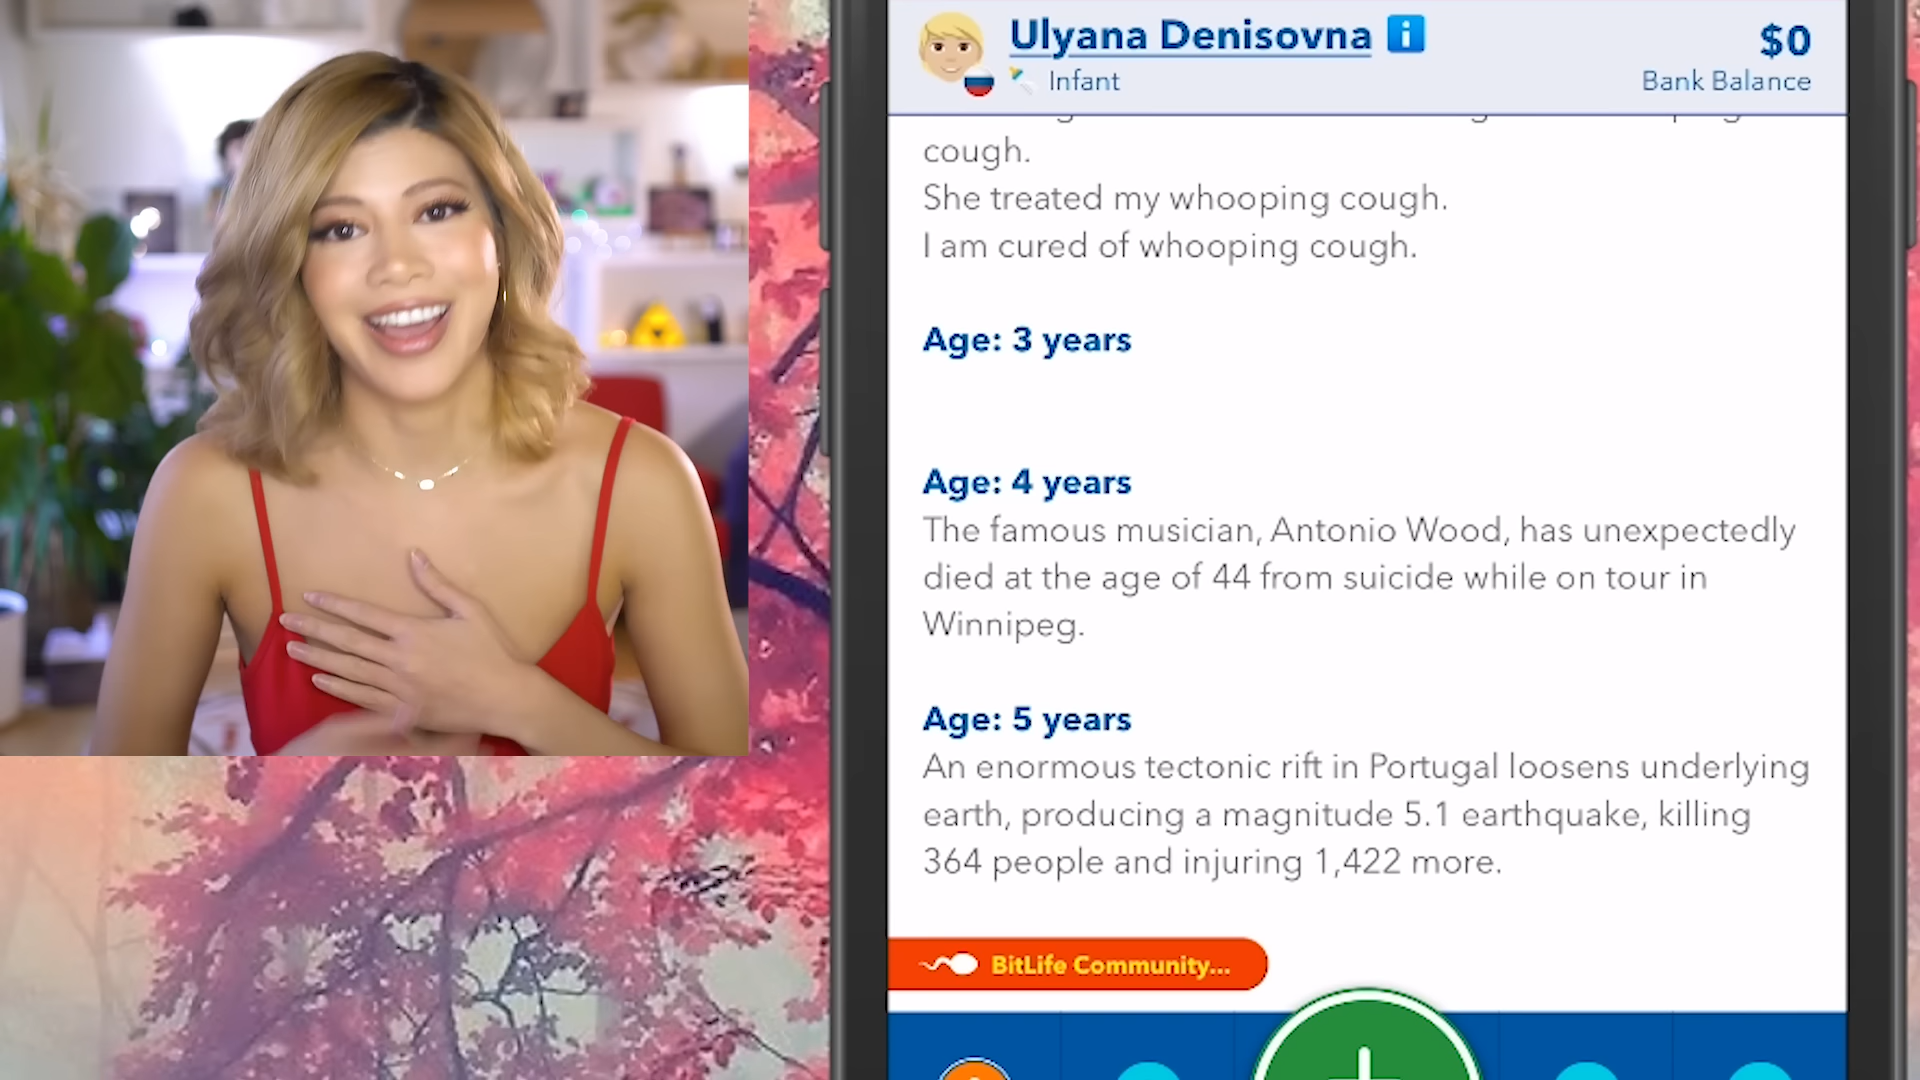 Ulyana Denisovna
$0
Infant
Bank Balance
cough.
She treated my whooping cough.
I am cured of whooping cough.
Age: 3 years
Age: 4 years
The famous musician, Antonio Wood, has unexpectedly
died at the age of 44 from suicide while on tour in
Winnipeg.
Age: 5 years
An enormous tectonic rift in Portugal loosens underlying
earth, producing a magnitude 5.1 earthquake, killing
364 people and injuring 1,422 more.
BitLife Community...